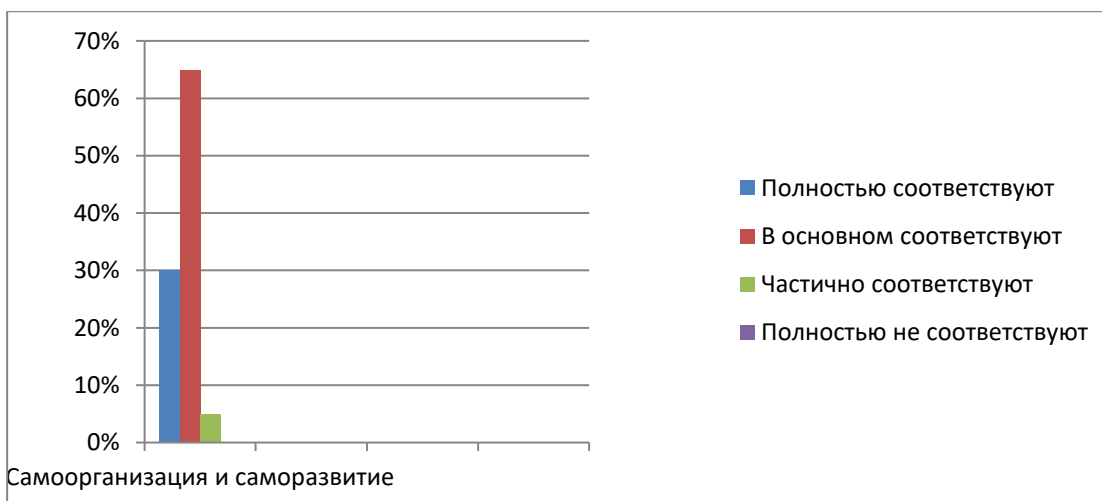 70%
60%
50%
40%
30%
20%
10%
0%
Самоорганизация и саморазвитие
Полностью соответствуют
В основном соответствуют
Частично соответствуют
Полностью не соответствуют